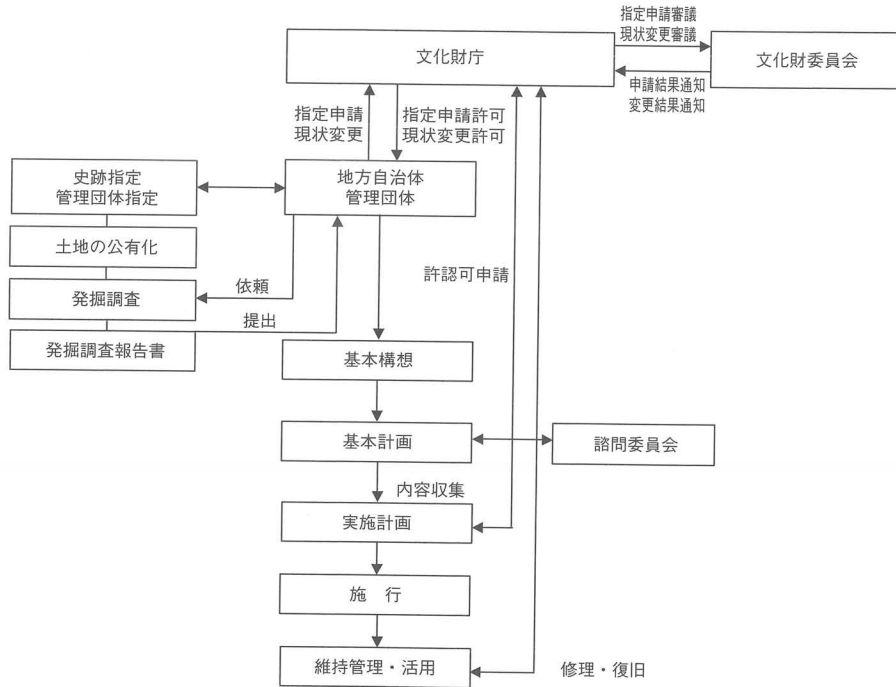 指定申請審議
現状変更審議
文化財庁
文化財委員会
申請結果通知
変更結果通知
指定申請
現状変更
指定申請許可
現状変更許可
史跡指定
管理団体指定
地方自治体
管理団体
土地の公有化
発掘調査
依頼
許認可申請
提出
発掘調査報告書
基本構想
基本計画
諮問委員会
内容収集
実施計画
施　行
維持管理・活用
修理・復旧